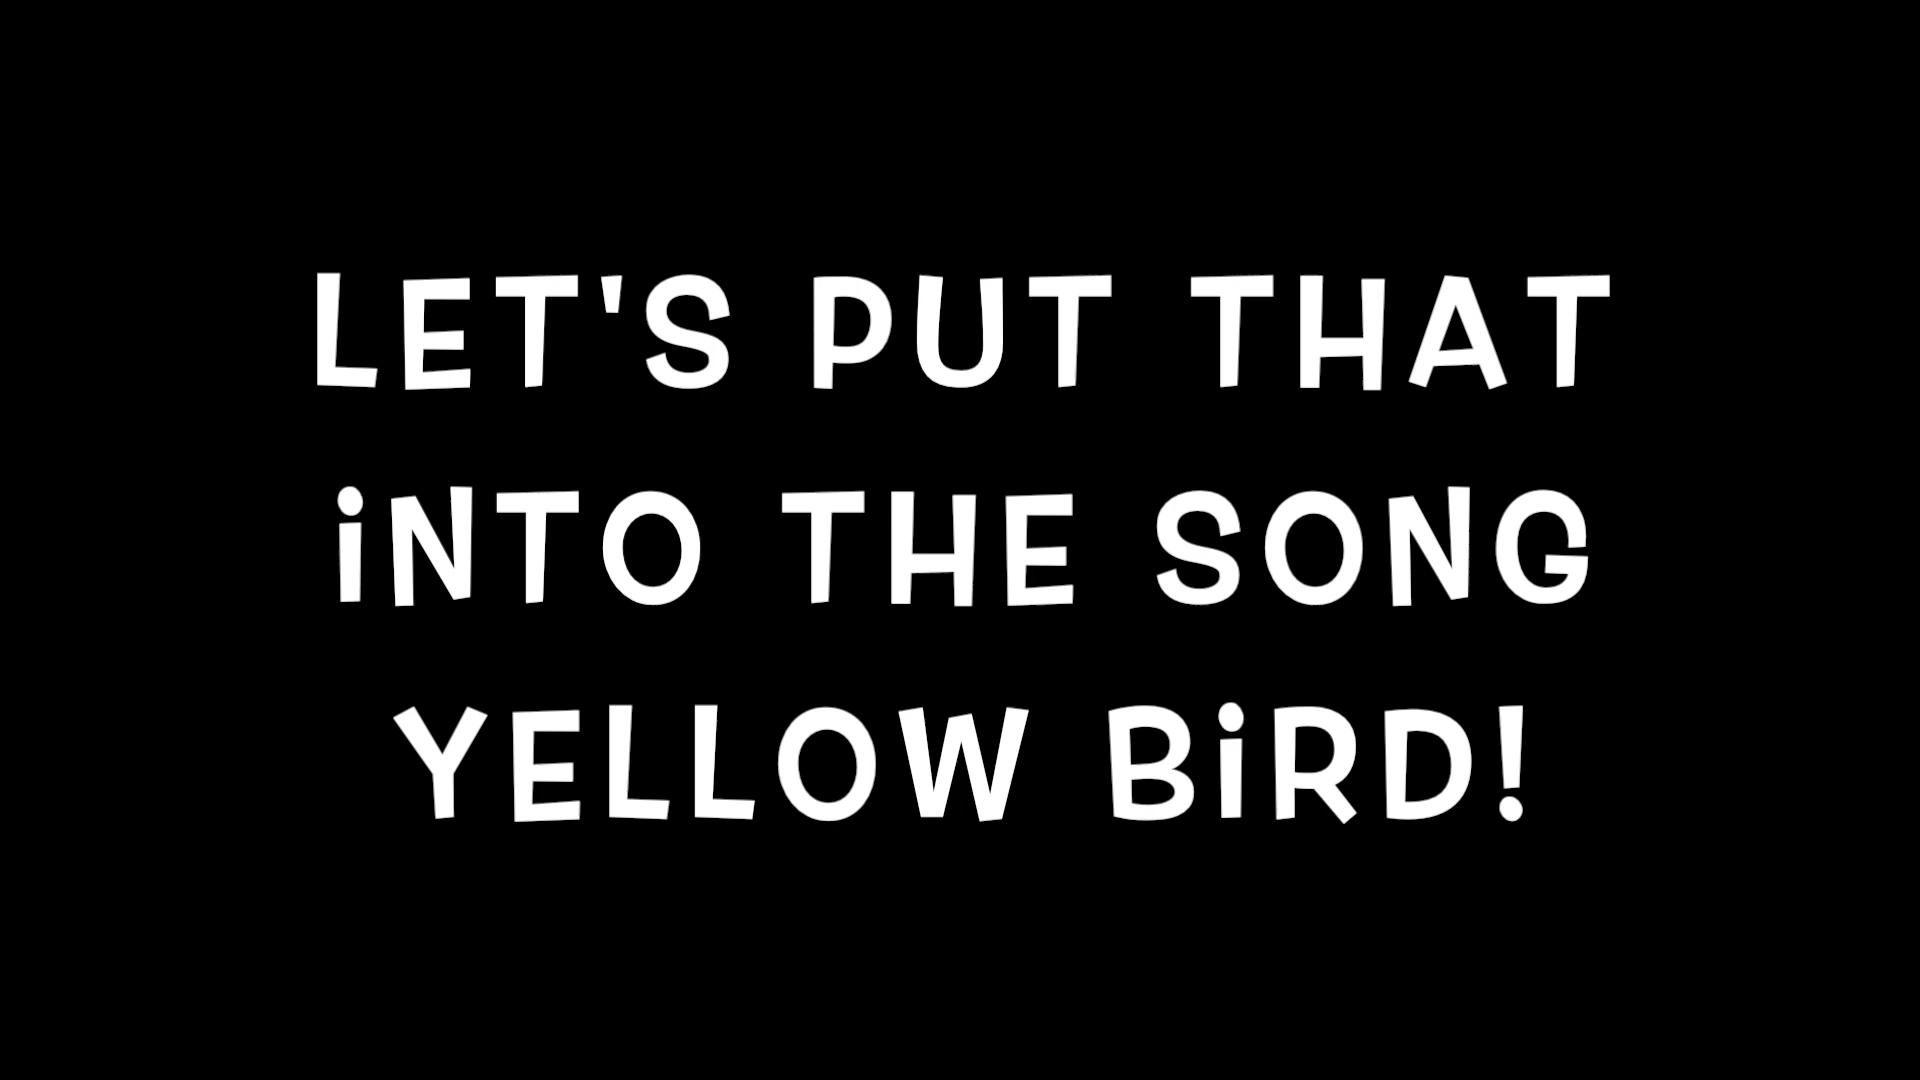 LET'S PUT THAT
iNTO THE SONG
YELLOW BiRD!